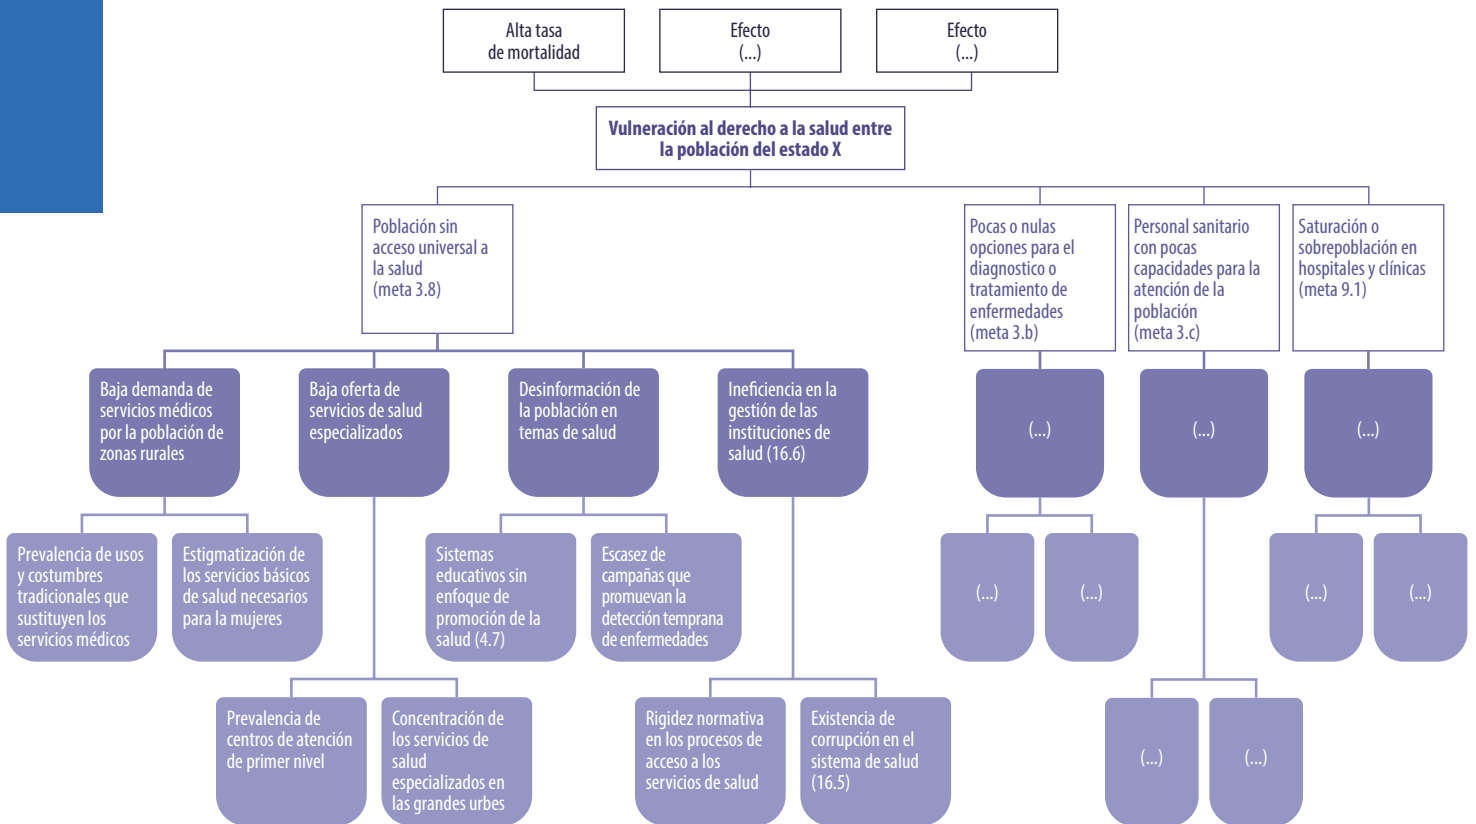 Alta tasa
de mortalidad
Efecto
(...)
Efecto
(...)
Vulneración al derecho a la salud entre
la población del estado X
Población sin
acceso universal a
la salud
(meta 3.8)
Pocas o nulas
opciones para el
diagnostico o
tratamiento de
enfermedades
(meta 3.b)
Personal sanitario
con pocas
capacidades para la
atención de la
población
(meta 3.c)
Saturación o
sobrepoblación en
hospitales y clínicas
(meta 9.1)
Baja demanda de
servicios médicos
por la población de
zonas rurales
Baja oferta de
servicios de salud
especializados
Desinformación de
la población en
temas de salud
Ineficiencia en la
gestión de las
instituciones de
salud (16.6)
(...)
(...)
(...)
Prevalencia de usos
y costumbres
tradicionales que
sustituyen los
servicios médicos
Estigmatización de
los servicios básicos
de salud necesarios
para la mujeres
Sistemas
educativos sin
enfoque de
promoción de la
salud (4.7)
Escasez de
campañas que
promuevan la
detección temprana
de enfermedades
(...)
(...)
(...)
(...)
Prevalencia de
centros de atención
de primer nivel
Concentración de
los servicios de
salud
especializados en
las grandes urbes
Rigidez normativa
en los procesos de
acceso a los
servicios de salud
Existencia de
corrupción en el
sistema de salud
(16.5)
(...)
(...)